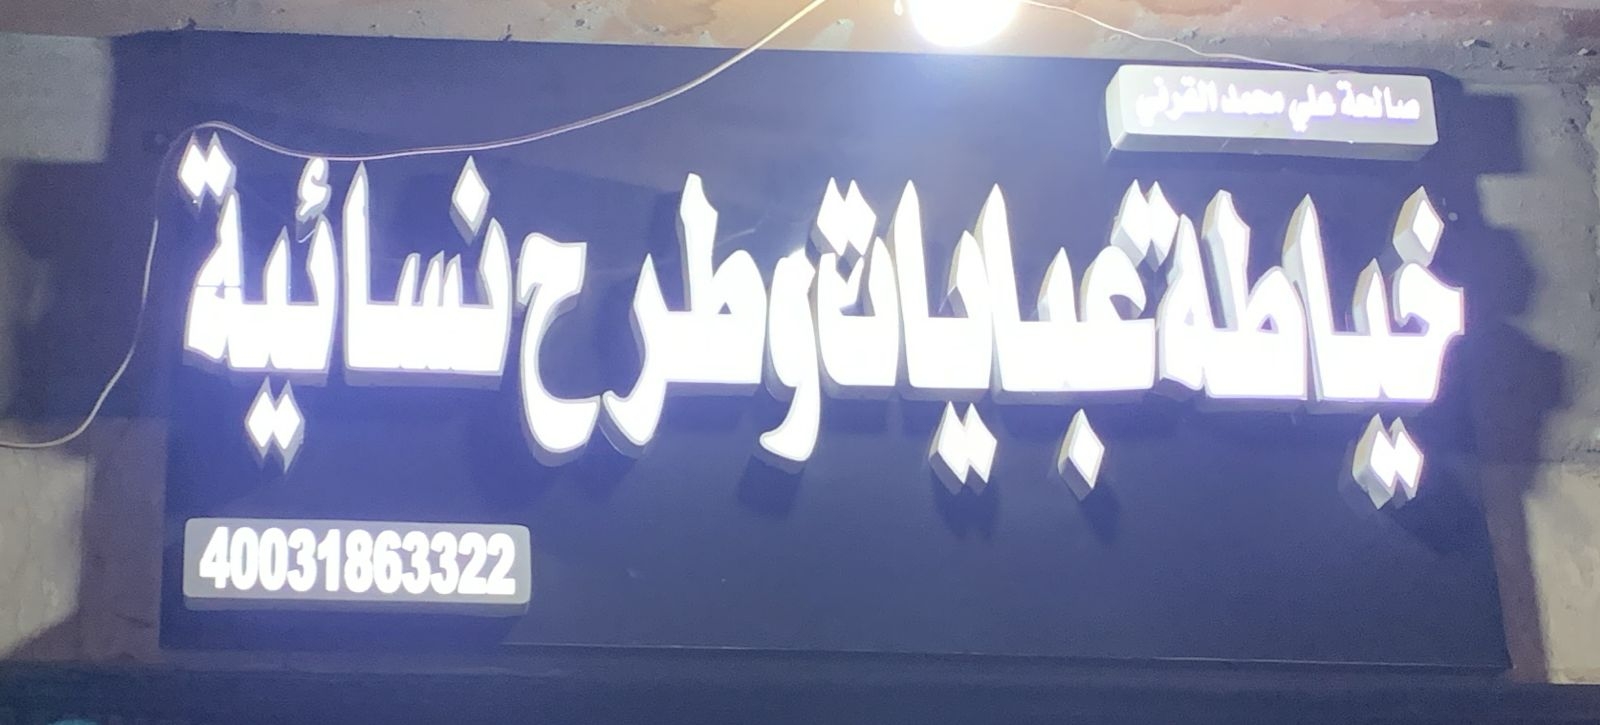 صالحة علي محمد القرني
خياطة عبايات وطرح نسائية
40031863322